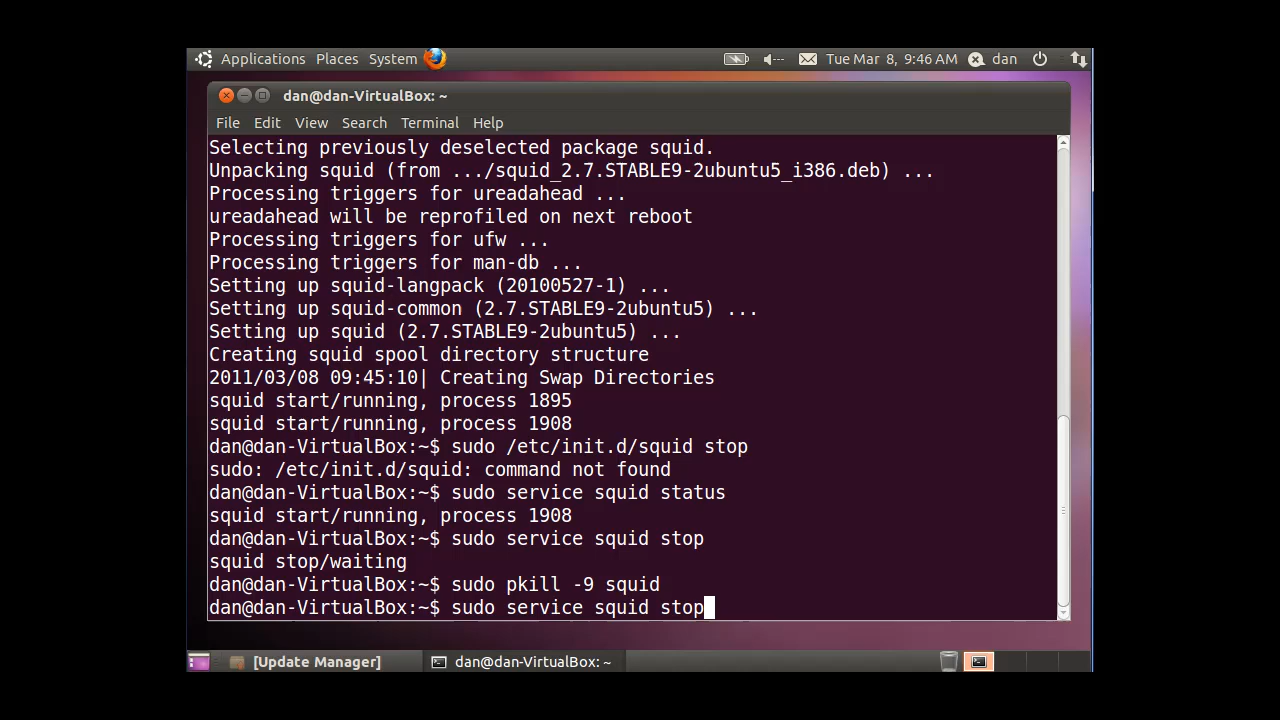 Applications Places System Tue Mar 8, 9:46 AM dan
dan@dan-VirtualBox: ~
File Edit View Search Terminal Help
Selecting previously deselected package squid.
Unpacking squid (from .../squid_2.7.STABLE9-2ubuntu5_i386.deb) ...
Processing triggers for ureadahead ...
ureadahead will be reprofiled on next reboot
Processing triggers for ufw ...
Processing triggers for man-db ...
Setting up squid-langpack (20100527-1) ...
Setting up squid-common (2.7.STABLE9-2ubuntu5) ...
Setting up squid (2.7.STABLE9-2ubuntu5) ...
Creating squid spool directory structure
2011/03/08 09:45:10| Creating Swap Directories
squid start/running, process 1895
squid start/running, process 1908
dan@dan-VirtualBox:~$ sudo /etc/init.d/squid stop
sudo: /etc/init.d/squid: command not found
dan@dan-VirtualBox:~$ sudo service squid status
squid start/running, process 1908
dan@dan-VirtualBox:~$ sudo service squid stop
squid stop/waiting
dan@dan-VirtualBox:~$ sudo pkill -9 squid
dan@dan-VirtualBox:~$ sudo service squid stop
[Update Manager] dan@dan-VirtualBox: ~